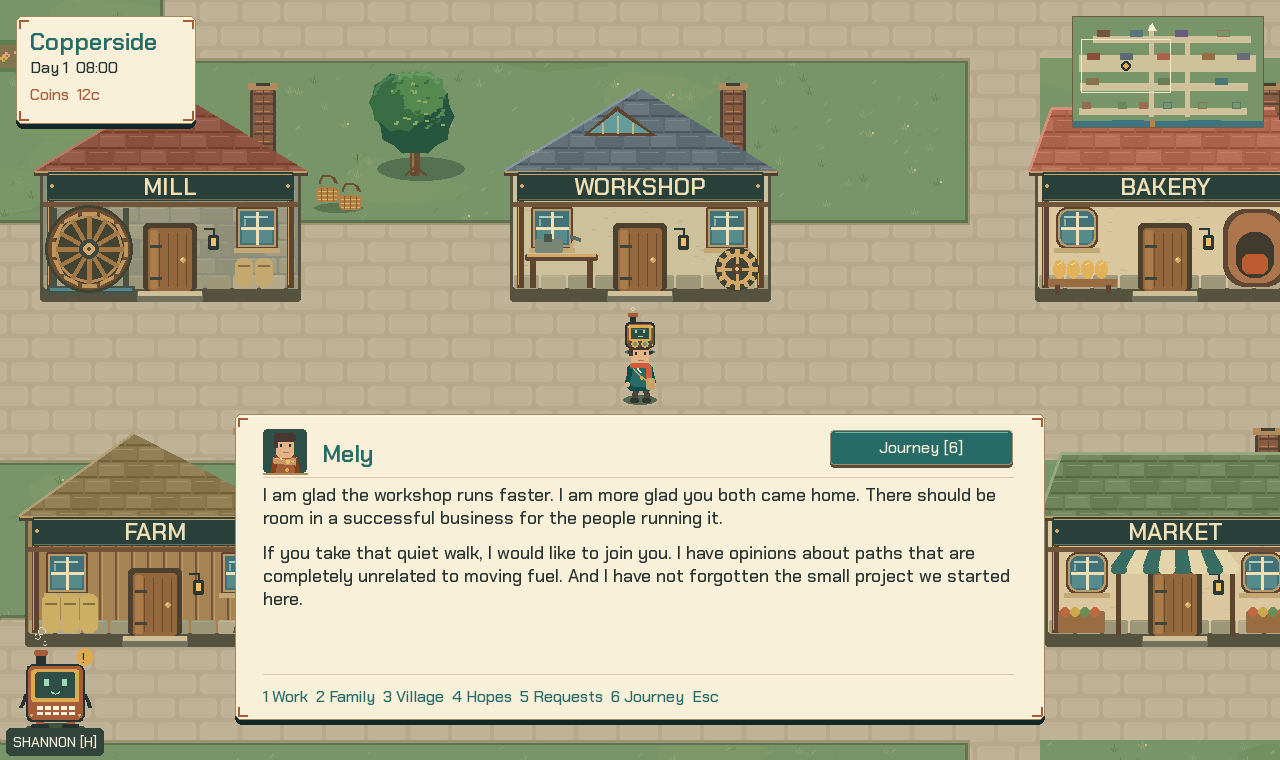 Copperside
Day 1 08:00
Coins 12c
MILL
WORKSHOP
BAKERY
FARM
MARKET
Mely
Journey [6]
I am glad the workshop runs faster. I am more glad you both came home. There should be
room in a successful business for the people running it.
If you take that quiet walk, I would like to join you. I have opinions about paths that are
completely unrelated to moving fuel. And I have not forgotten the small project we started
here.
1 Work 2 Family 3 Village 4 Hopes 5 Requests 6 Journey Esc
!
SHANNON [H]